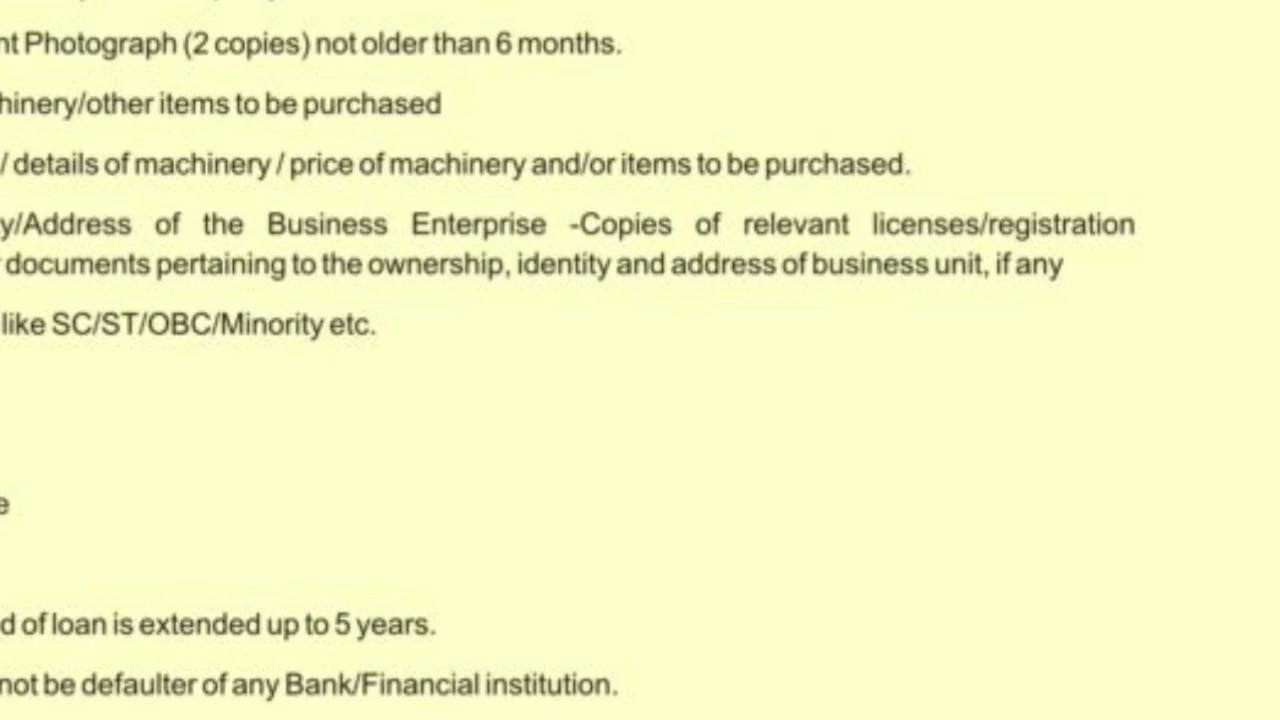 Photograph (2 copies) not older than 6 months.
/other items to be purchased
/ details of machinery / price of machinery and/or items to be purchased.
/Address of the Business Enterprise -Copies of relevant licenses/registration
documents pertaining to the ownership, identity and address of business unit, if any
like SC/ST/OBC/Minority etc.
of loan is extended up to 5 years.
not be defaulter of any Bank/Financial institution.